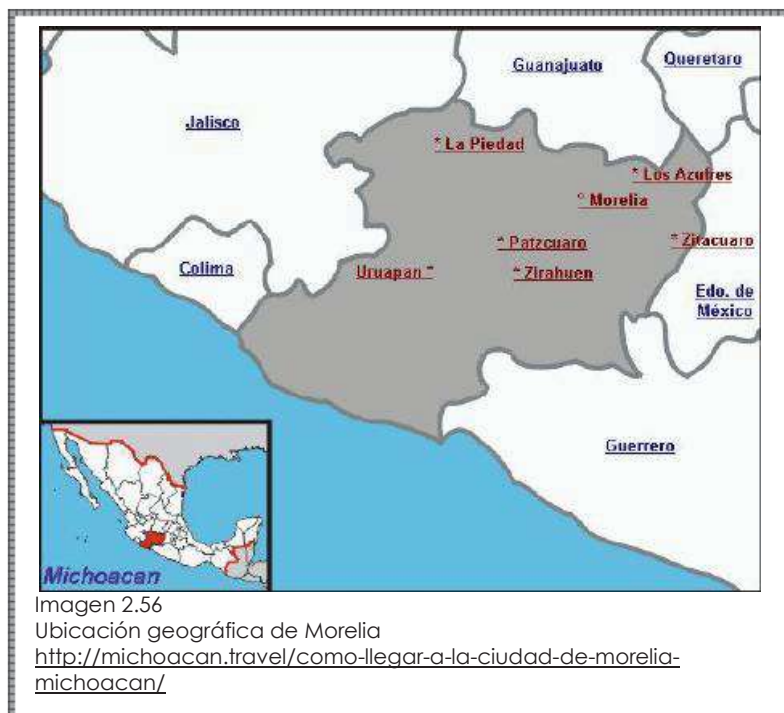 Guanajuato
Queretaro
Jalisco
* La Piedad
* Los Azufres
° Morelia
* Patzcuaro
* Zitacuaro
Colima
Uruapan *
* Zirahuen
Edo. de
México
Guerrero
Michoacan
Imagen 2.56
Ubicación geográfica de Morelia
http://michoacan.travel/como-llegar-a-la-ciudad-de-morelia-
michoacan/